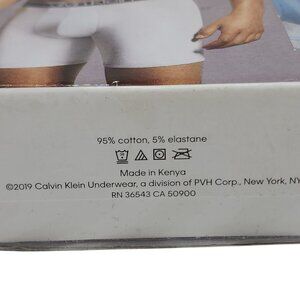 95% cotton, 5% elastane
Made in Kenya
©2019 Calvin Klein Underwear, a division of PVH Corp., New York, NY
RN 36543 CA 50900